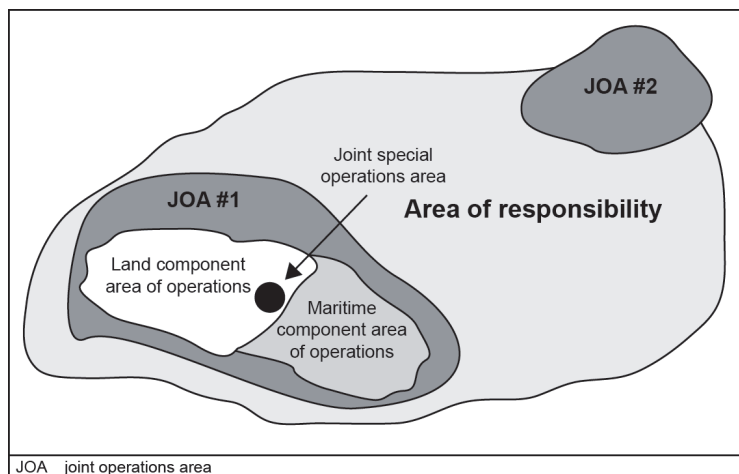 JOA #2
Joint special
operations area
JOA #1
Area of responsibility
Land component
area of operations
Maritime
component area
of operations
JOA joint operations area